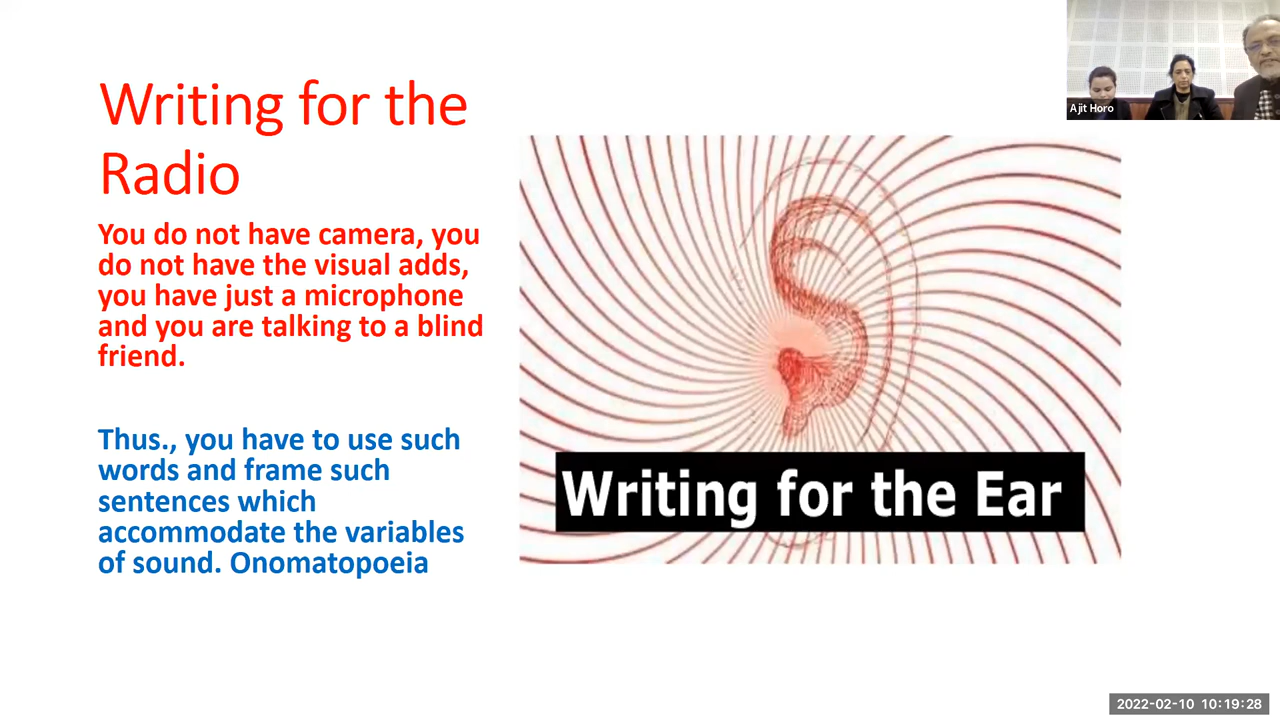 Writing for the
Radio
You do not have camera, you
do not have the visual adds,
you have just a microphone
and you are talking to a blind
friend.
Thus., you have to use such
words and frame such
sentences which
accommodate the variables
of sound. Onomatopoeia
Writing for the Ear
Ajit Horo
2022-02-10 10:19:28